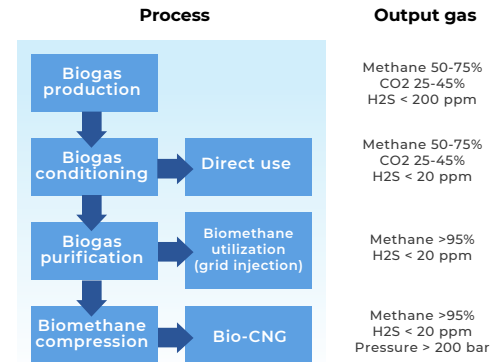 Process
Output gas
Biogas
production
Methane 50-75%
CO2 25-45%
H2S < 200 ppm
Biogas
conditioning
Direct use
Methane 50-75%
CO2 25-45%
H2S < 20 ppm
Biogas
purification
Biomethane
utilization
(grid injection)
Methane >95%
H2S < 20 ppm
Biomethane
compression
Bio-CNG
Methane >95%
H2S < 20 ppm
Pressure > 200 bar